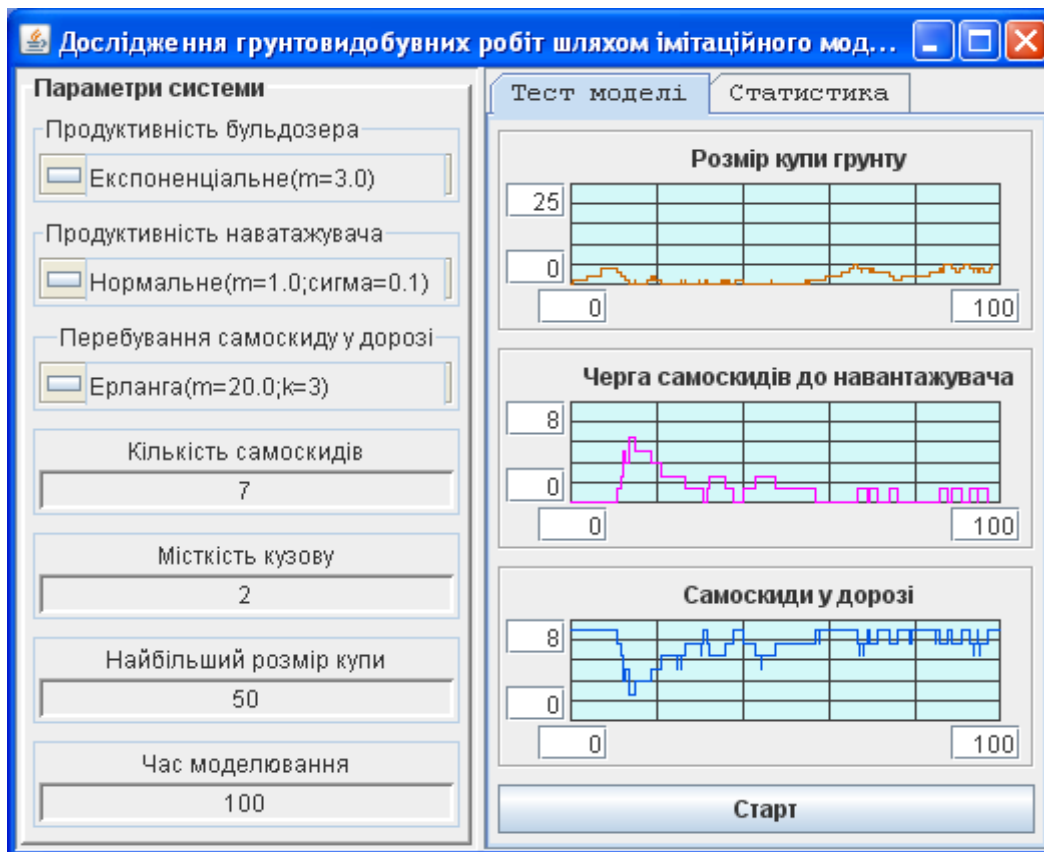 Дослідження грунтовидобувних робіт шляхом імітаційного мод...
Параметри системи
Продуктивність бульдозера
Експоненціальне(m=3.0)
Продуктивність наватажувача
Нормальне(m=1.0;сигма=0.1)
Перебування самоскиду у дорозі
Ерланга(m=20.0;k=3)
Кількість самоскидів
7
Місткість кузову
2
Найбільший розмір купи
50
Час моделювання
100
Тест моделі
Статистика
Розмір купи грунту
25
0
0
100
Черга самоскидів до навантажувача
8
0
0
100
Самоскиди у дорозі
8
0
0
100
Старт